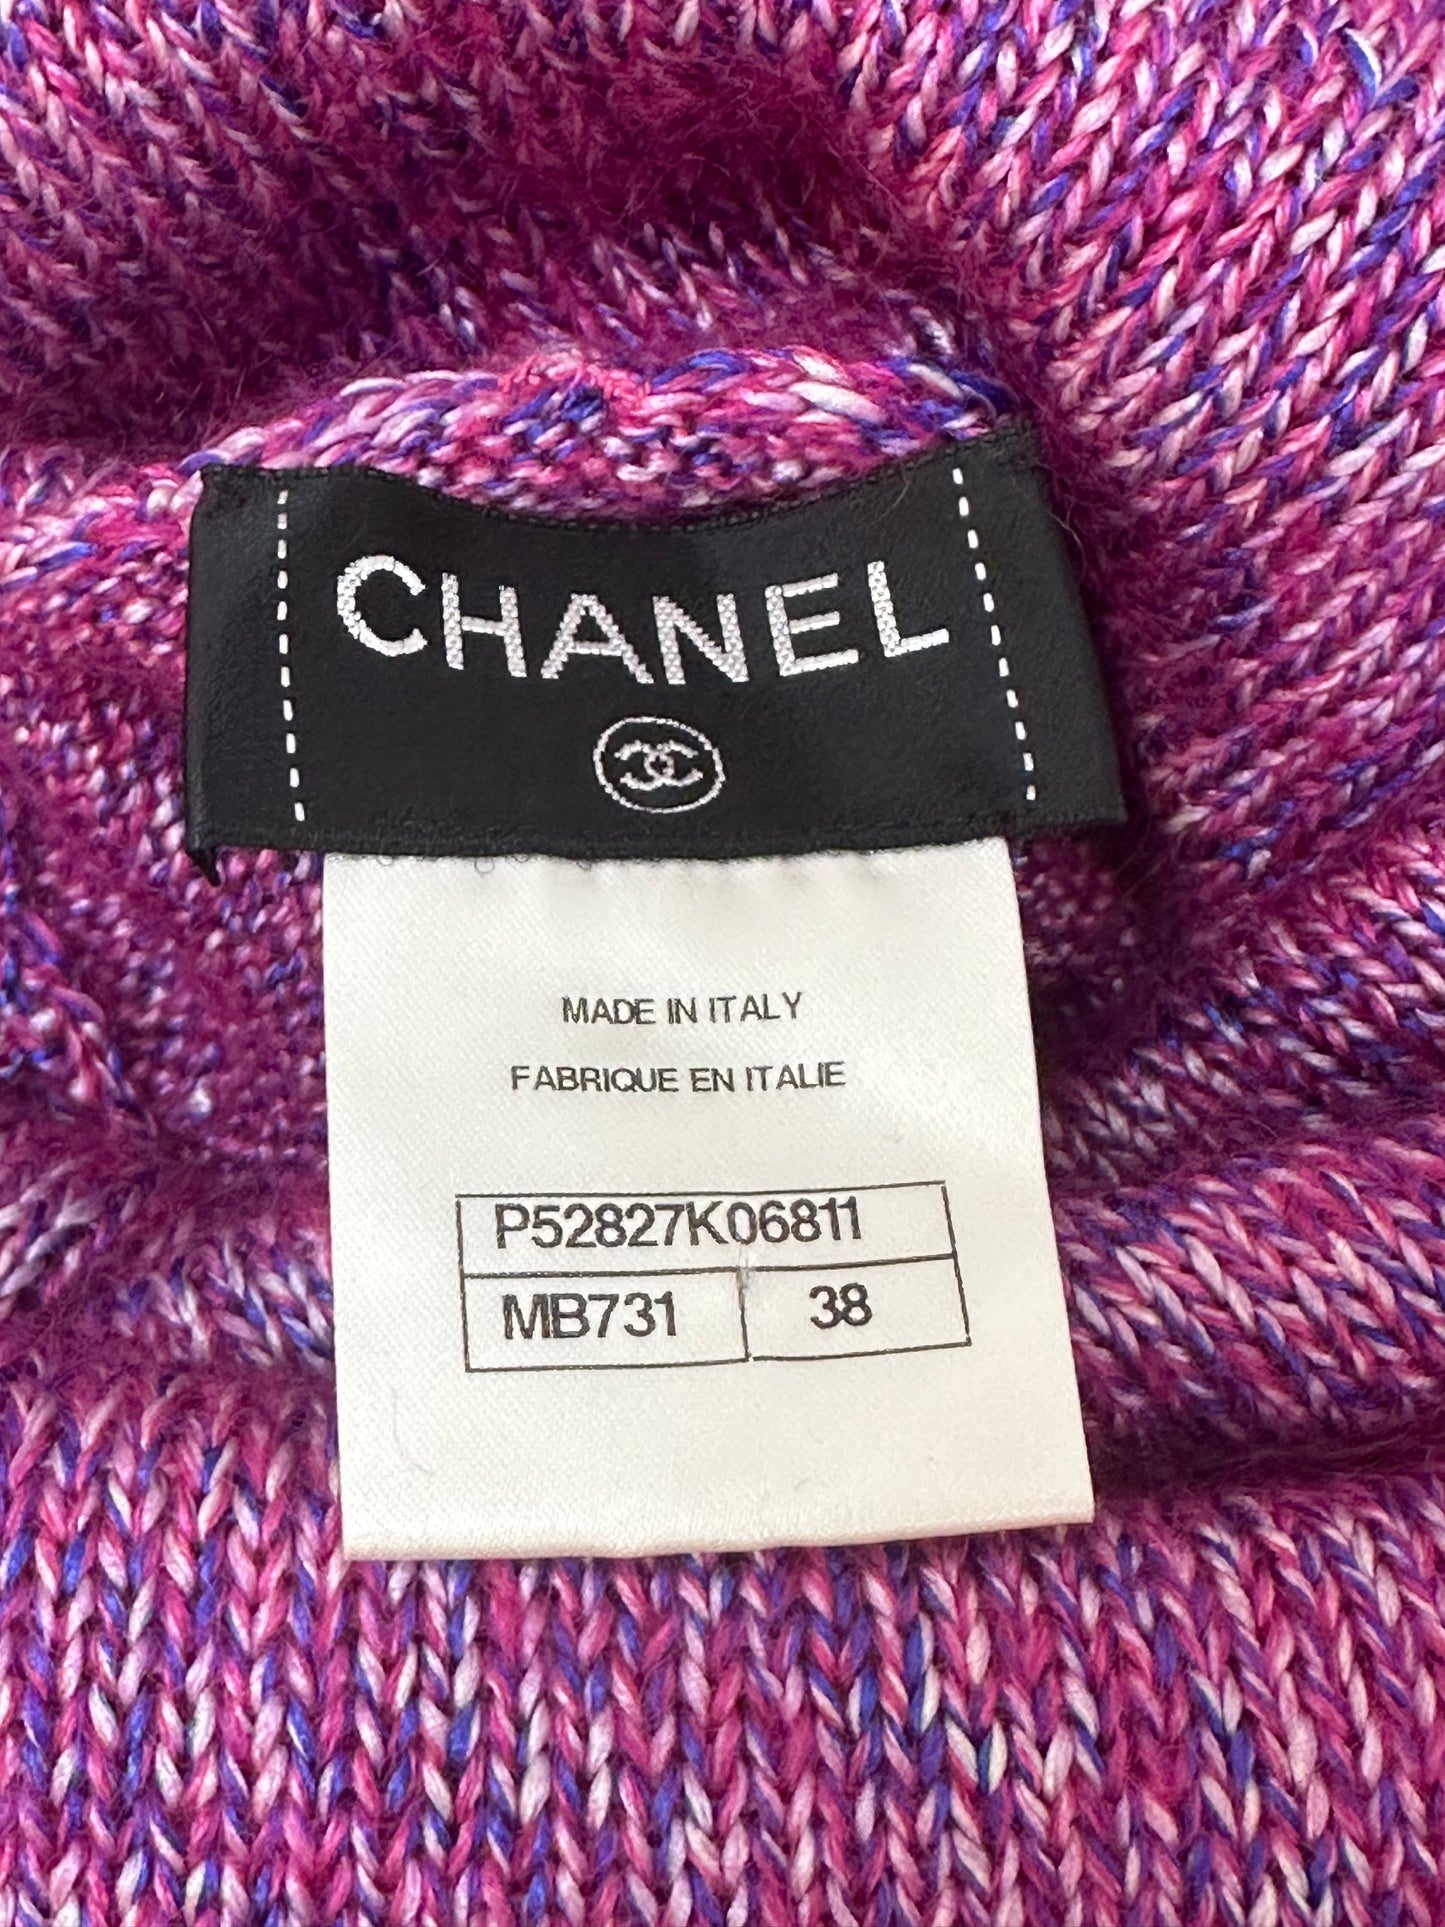 CHANEL
MADE IN ITALY
FABRIQUE EN ITALIE
P52827K06811
MB731 38